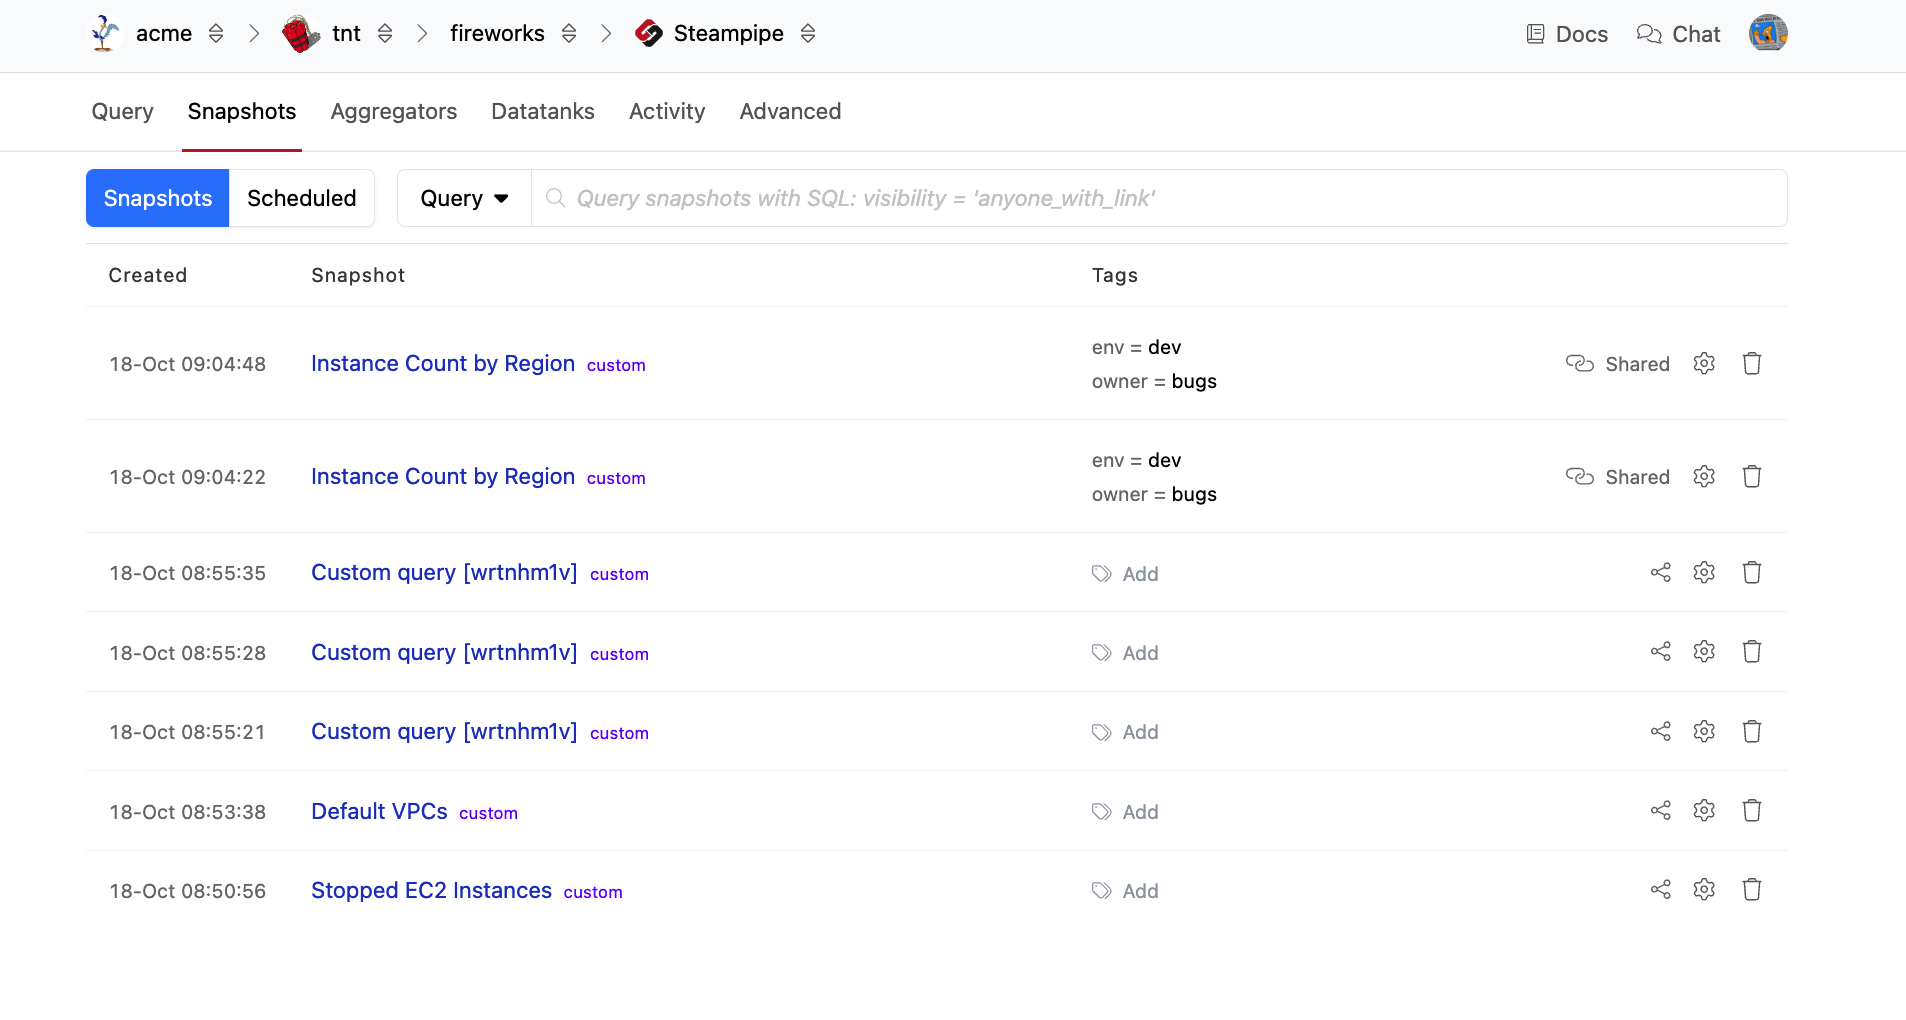 acme tnt fireworks Steampipe Docs Chat
Query Snapshots Aggregators Datatanks Activity Advanced
Snapshots Scheduled Query Query snapshots with SQL: visibility = 'anyone_with_link'
Created Snapshot Tags
18-Oct 09:04:48 Instance Count by Region custom env = dev Shared
owner = bugs
18-Oct 09:04:22 Instance Count by Region custom env = dev Shared
owner = bugs
18-Oct 08:55:35 Custom query [wrtnhm1v] custom Add
18-Oct 08:55:28 Custom query [wrtnhm1v] custom Add
18-Oct 08:55:21 Custom query [wrtnhm1v] custom Add
18-Oct 08:53:38 Default VPCs custom Add
18-Oct 08:50:56 Stopped EC2 Instances custom Add